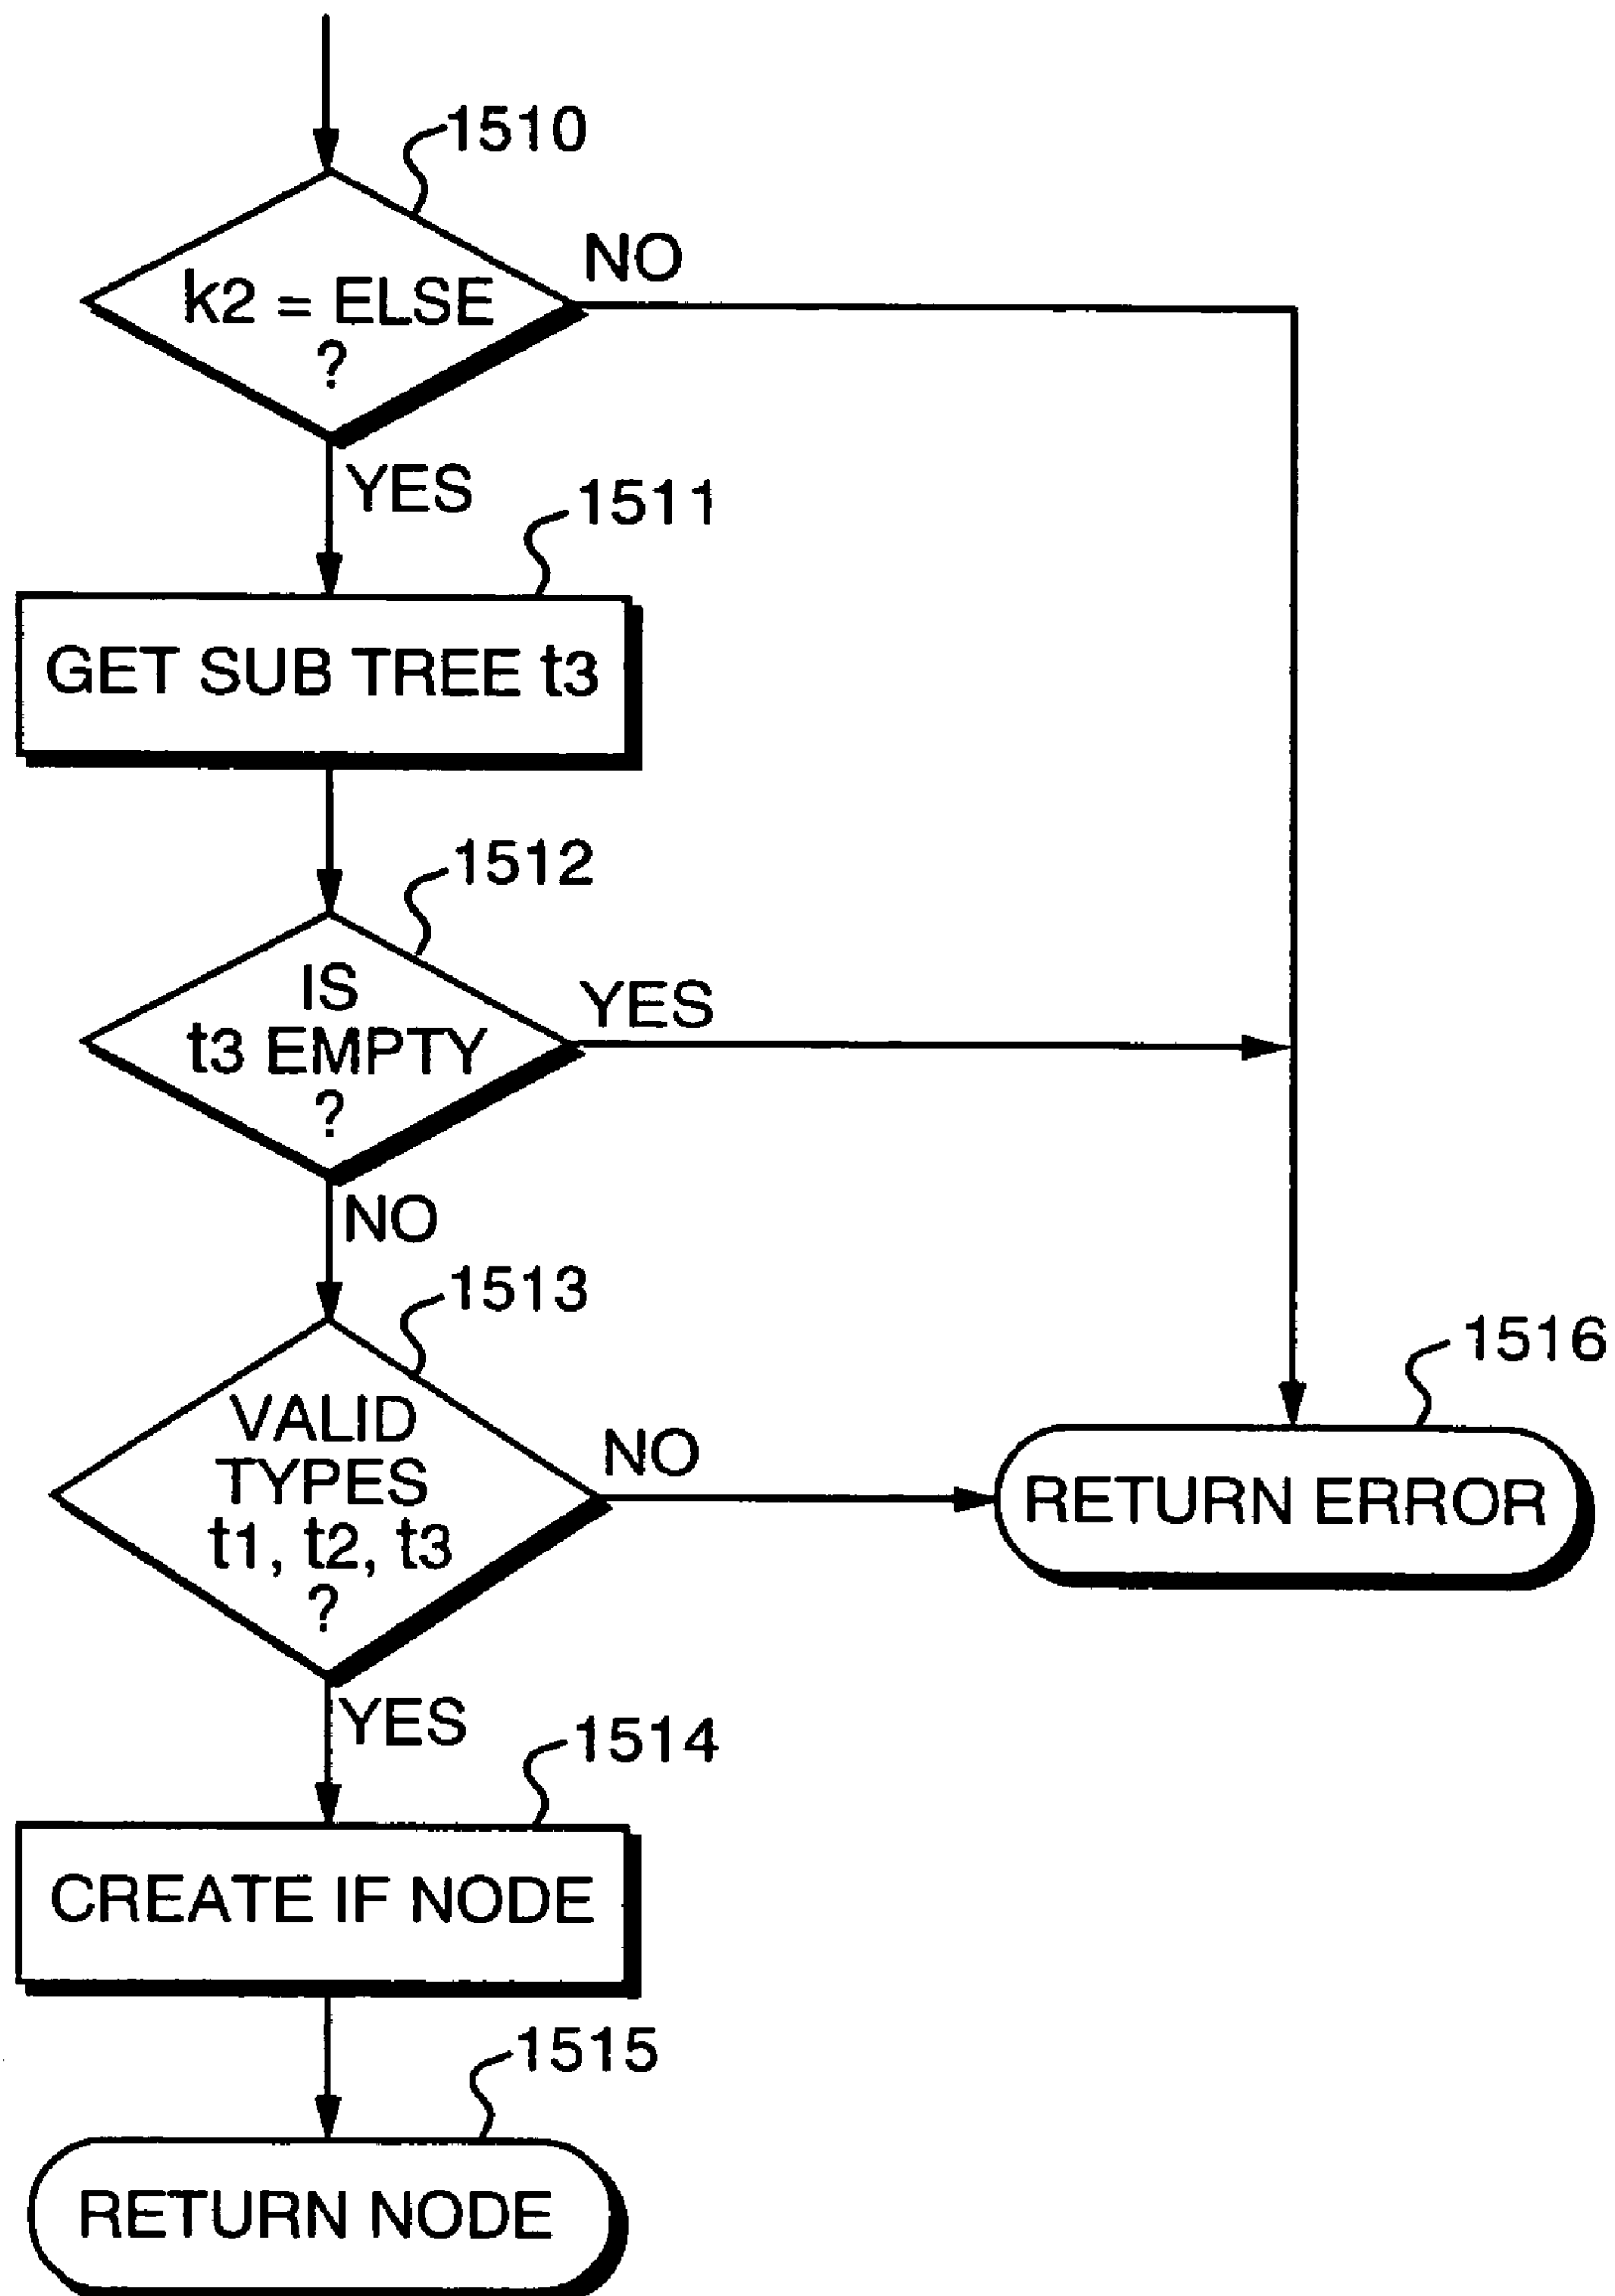 1510
NO
k2 = ELSE
?
YES
1511
GET SUB TREE t3
1512
IS
t3 EMPTY
?
YES
NO
1513
VALID
TYPES
t1, t2, t3
?
NO
1516
RETURN ERROR
YES
1514
CREATE IF NODE
1515
RETURN NODE